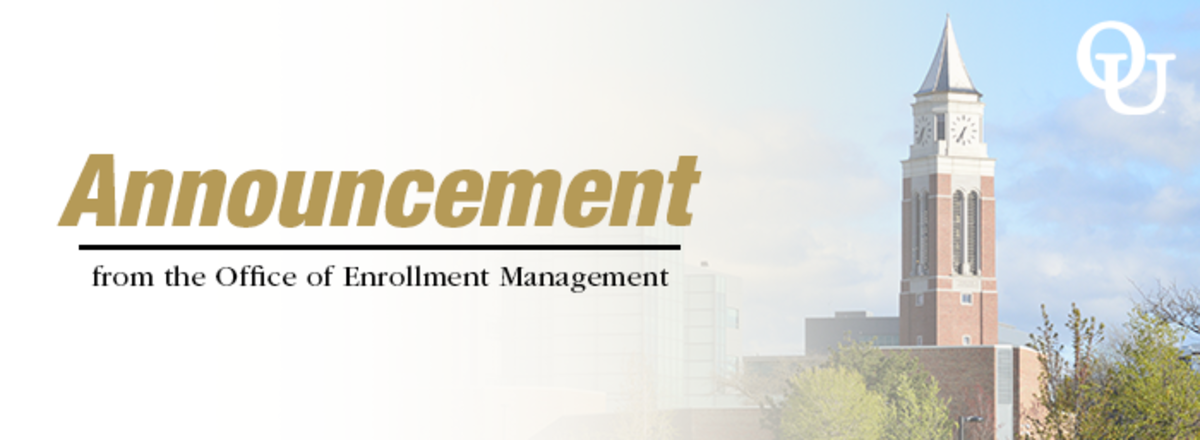 Announcement
from the Office of Enrollment Management
OU